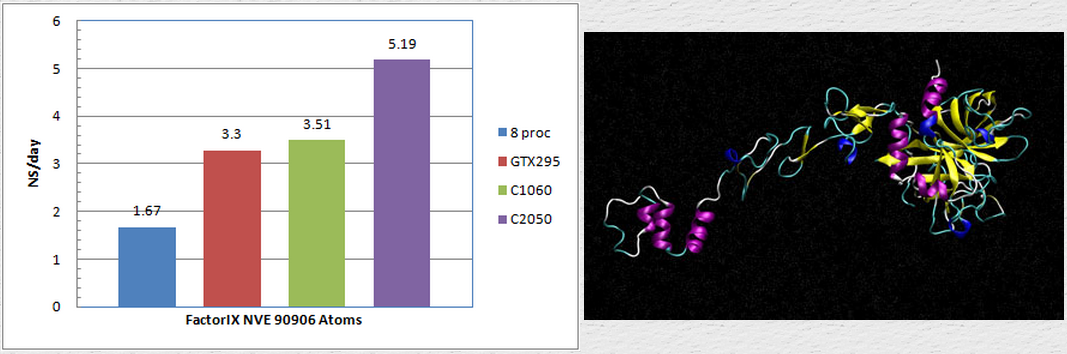 6
5
4
3
2
1
0
NS/day
1.67
3.3
3.51
5.19
FactorIX NVE 90906 Atoms
8 proc
GTX295
C1060
C2050